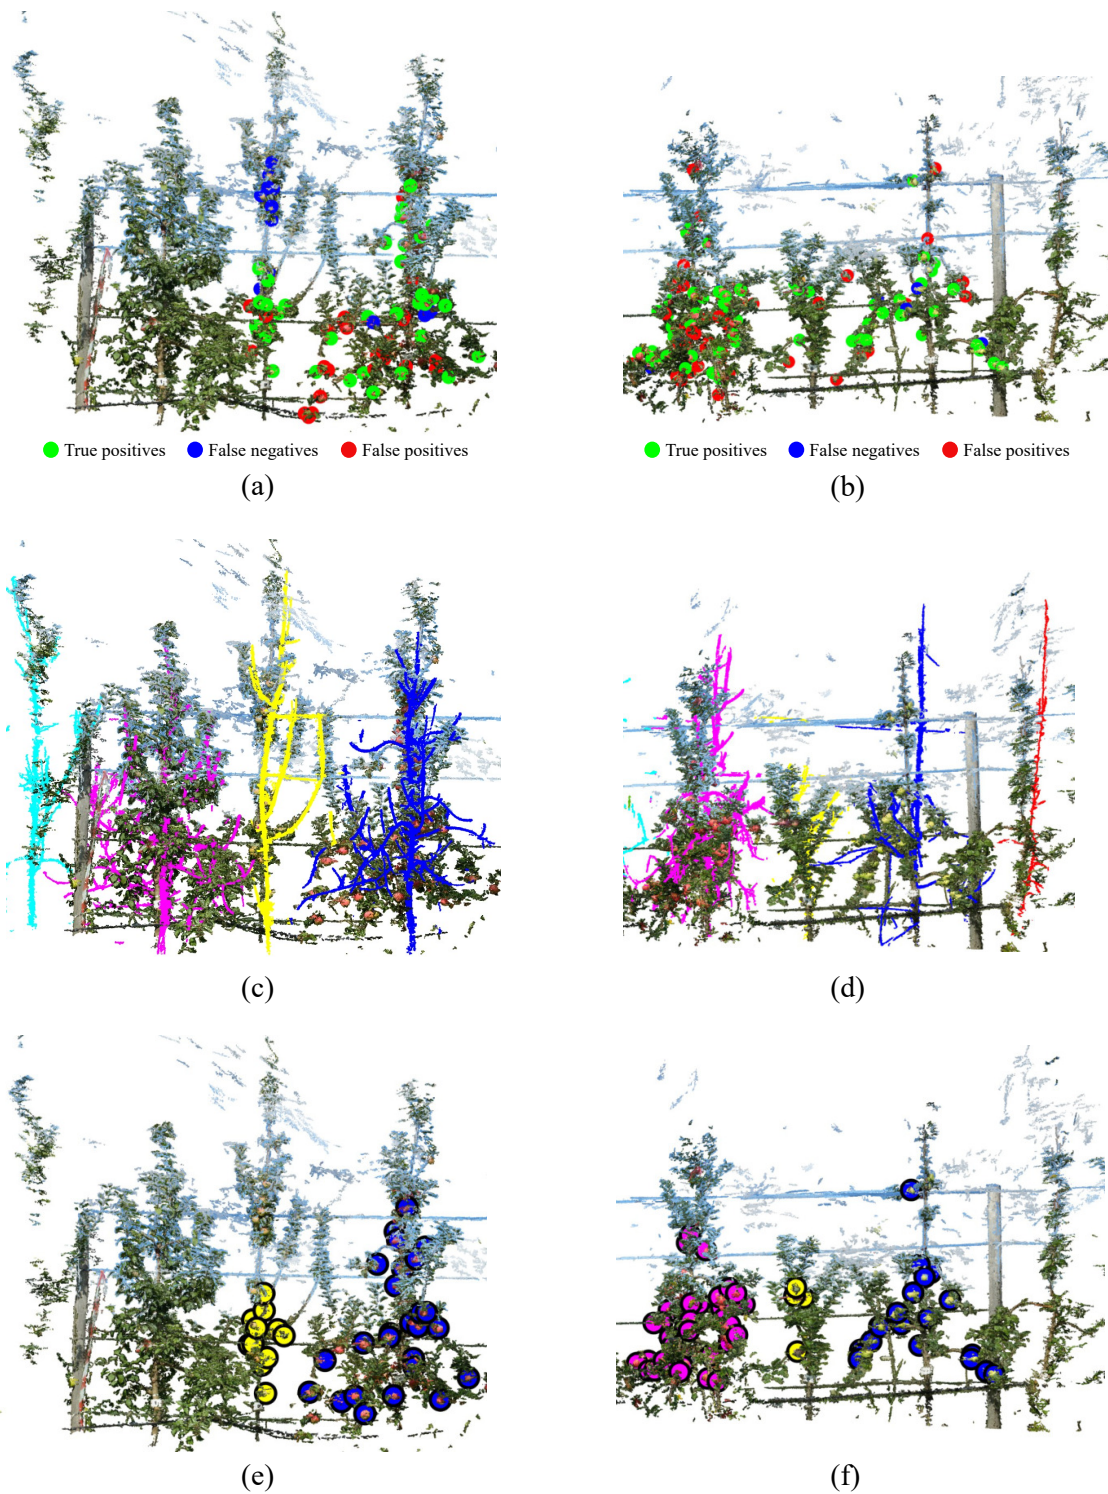 True positives False negatives False positives
(a)
True positives False negatives False positives
(b)
(c)
(d)
(e)
(f)